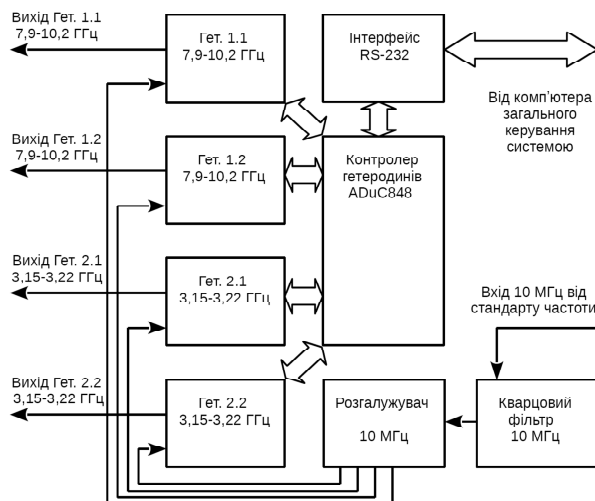 Вихід Гет. 1.1
7,9-10,2 ГГц
Гет. 1.1
7,9-10,2 ГГц
Інтерфейс
RS-232
Від комп’ютера
загального
керування
системою
Вихід Гет. 1.2
7,9-10,2 ГГц
Гет. 1.2
7,9-10,2 ГГц
Контролер
гетеродинів
ADuC848
Вихід Гет. 2.1
3,15-3,22 ГГц
Гет. 2.1
3,15-3,22 ГГц
Вхід 10 МГц від
стандарту частоти
Вихід Гет. 2.2
3,15-3,22 ГГц
Гет. 2.2
3,15-3,22 ГГц
Розгалужувач
10 МГц
Кварцовий
фільтр
10 МГц